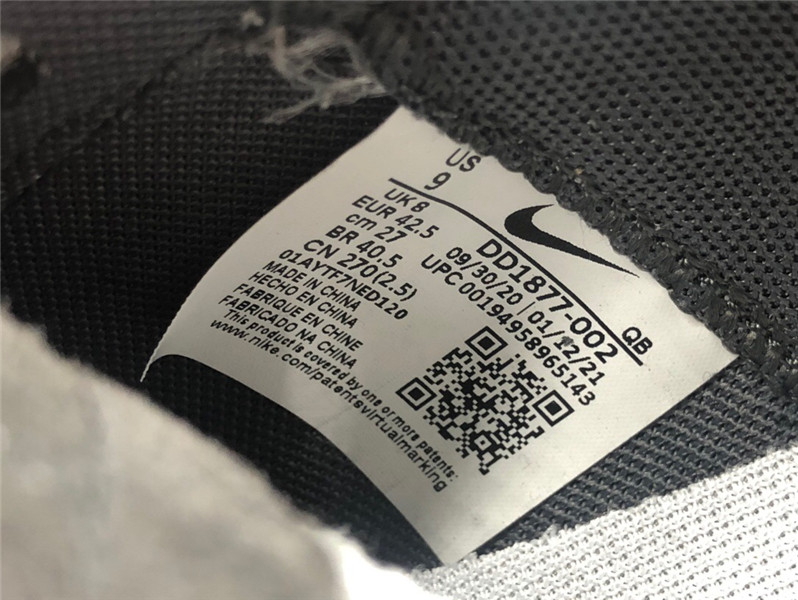 US
9
UK 8
EUR 42.5
cm 27
BR 40.5
CN 270(2.5)
01AYTF7NED120
MADE IN CHINA
HECHO EN CHINA
FABRIQUE EN CHINE
FABRICADO NA CHINA
This product is covered by one or more patents:
www.nike.com/patentsvirtualmarking
DD1877-002 QB
09/30/20 | 01/12/21
UPC 00194958965143